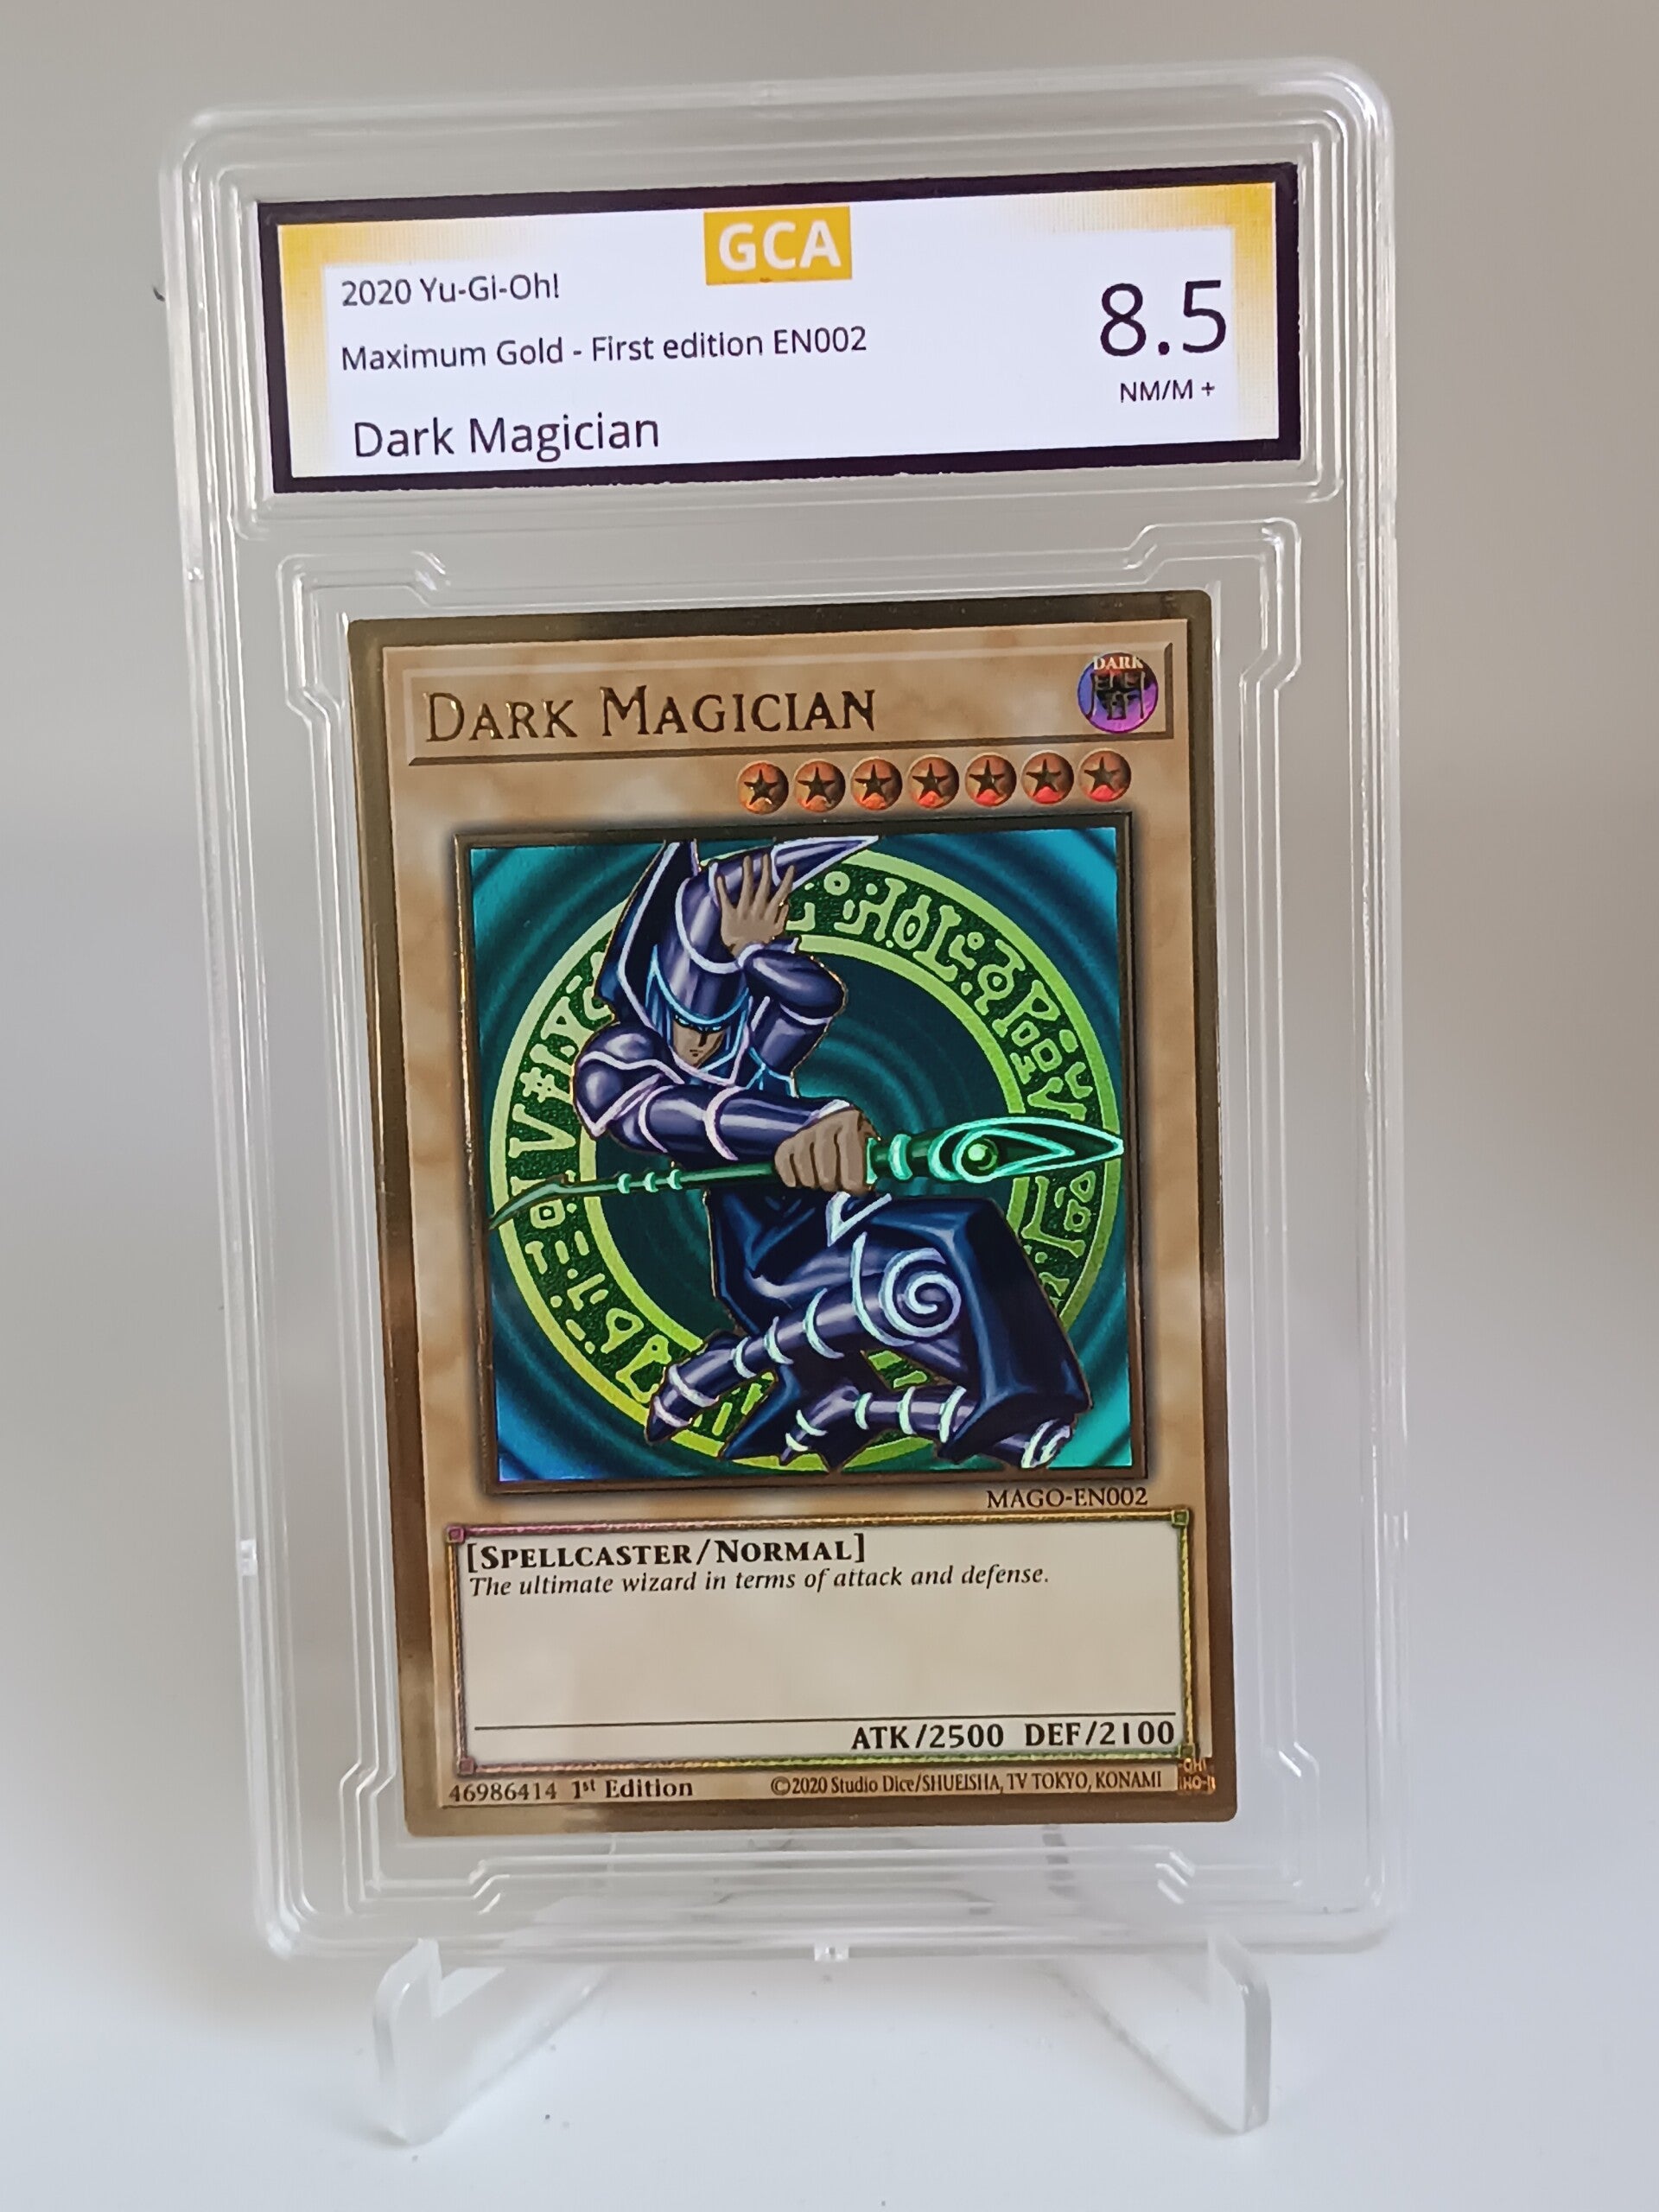 GCA
2020 Yu-Gi-Oh!
Maximum Gold - First edition EN002
Dark Magician
8.5
NM/M +
DARK MAGICIAN
DARK
MAGO-EN002
[SPELLCASTER/NORMAL]
The ultimate wizard in terms of attack and defense.
ATK/2500 DEF/2100
46986414 1st Edition
©2020 Studio Dice/SHUEISHA, TV TOKYO, KONAMI